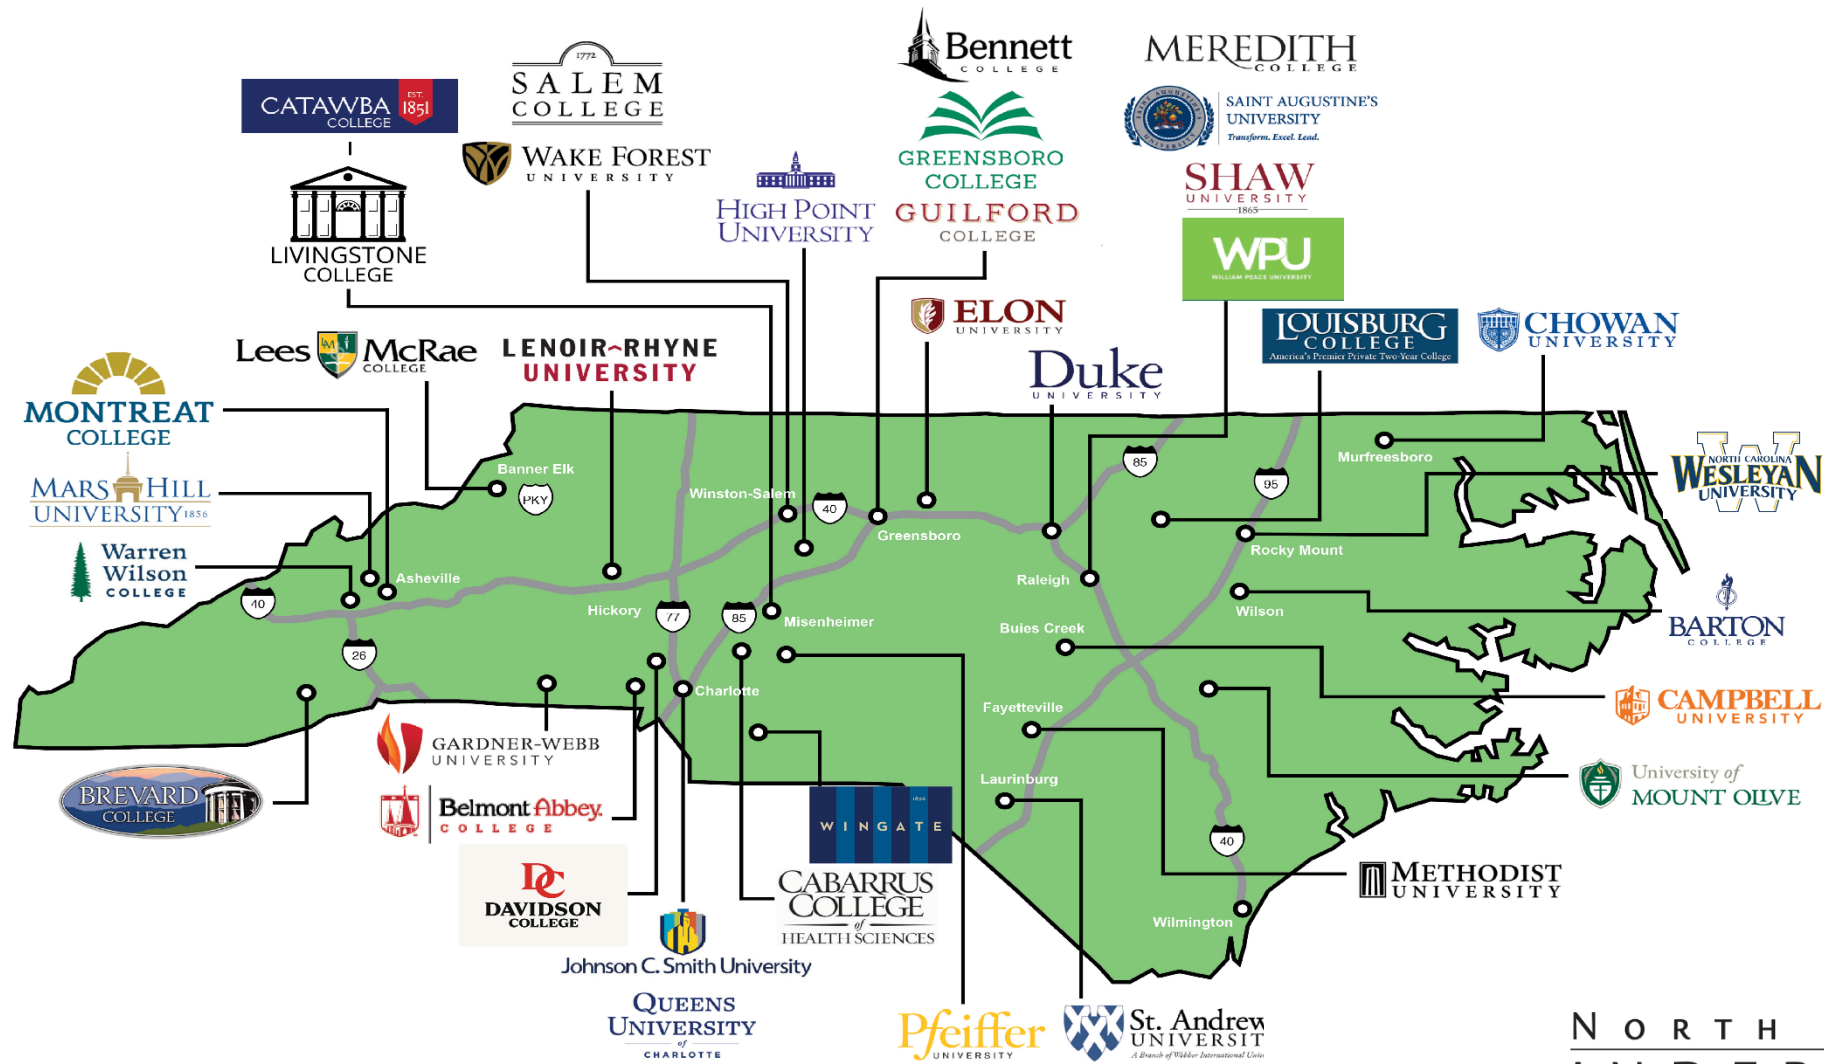 Bennett
COLLEGE
MEREDITH
COLLEGE
1772
SALEM
COLLEGE
CATAWBA
COLLEGE
EST.
1851
SAINT AUGUSTINE'S
UNIVERSITY
Transform. Excel. Lead.
WAKE FOREST
UNIVERSITY
GREENSBORO
COLLEGE
GUILFORD
COLLEGE
HIGH POINT
UNIVERSITY
SHAW
UNIVERSITY
1865
WPU
WILLIAM PEACE UNIVERSITY
LIVINGSTONE
COLLEGE
ELON
UNIVERSITY
LOUISBURG
COLLEGE
America's Premier Private Two-Year College
CHOWAN
UNIVERSITY
Lees McRae
COLLEGE
LM
LENOIR-RHYNE
UNIVERSITY
Duke
UNIVERSITY
MONTREAT
COLLEGE
MARS HILL
UNIVERSITY 1856
Warren
Wilson
COLLEGE
NORTH CAROLINA
WESLEYAN
UNIVERSITY
Banner Elk
PKY
Winston-Salem
40
Greensboro
85
95
Murfreesboro
Rocky Mount
Asheville
40
26
Hickory
77
85
Misenheimer
Raleigh
Buies Creek
Wilson
BARTON
COLLEGE
Charlotte
Fayetteville
Laurinburg
40
Wilmington
CAMPBELL
UNIVERSITY
University of
MOUNT OLIVE
METHODIST
UNIVERSITY
BREVARD
COLLEGE
GARDNER-WEBB
UNIVERSITY
Belmont Abbey
COLLEGE
DC
DAVIDSON
COLLEGE
WINGATE
1896
CABARRUS
COLLEGE
of
HEALTH SCIENCES
Johnson C. Smith University
QUEENS
UNIVERSITY
of
CHARLOTTE
Pfeiffer
UNIVERSITY
St. Andrew
UNIVERSIT
A Branch of Webber International Univ
NORTH